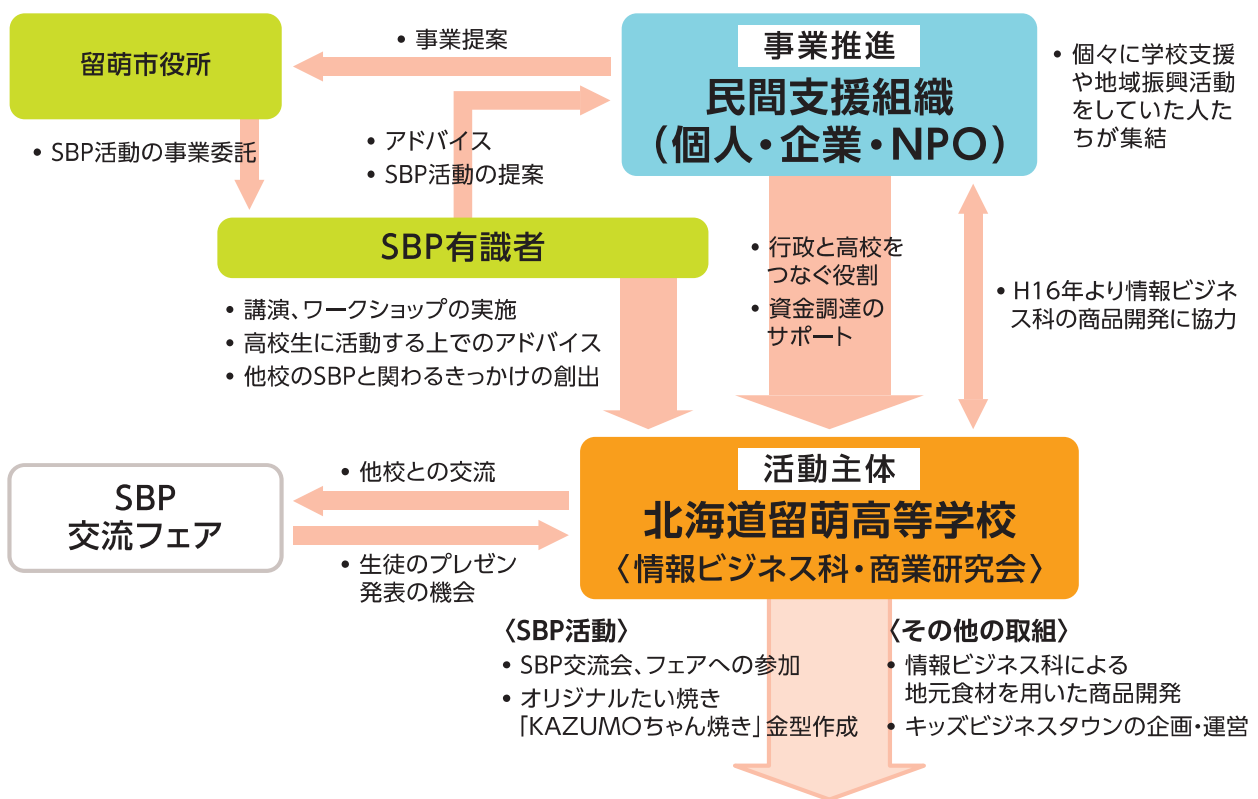 留萌市役所
• 事業提案
事業推進
民間支援組織
（個人・企業・NPO）
• 個々に学校支援
や地域振興活動
をしていた人た
ちが集結
• SBP活動の事業委託
• アドバイス
• SBP活動の提案
SBP有識者
• 講演、ワークショップの実施
• 高校生に活動する上でのアドバイス
• 他校のSBPと関わるきっかけの創出
• 行政と高校を
つなぐ役割
• 資金調達の
サポート
• H16年より情報ビジネ
ス科の商品開発に協力
SBP
交流フェア
• 他校との交流
• 生徒のプレゼン
発表の機会
活動主体
北海道留萌高等学校
〈情報ビジネス科・商業研究会〉
〈SBP活動〉
• SBP交流会、フェアへの参加
• オリジナルたい焼き
「KAZUMOちゃん焼き」金型作成
〈その他の取組〉
• 情報ビジネス科による
地元食材を用いた商品開発
• キッズビジネスタウンの企画・運営